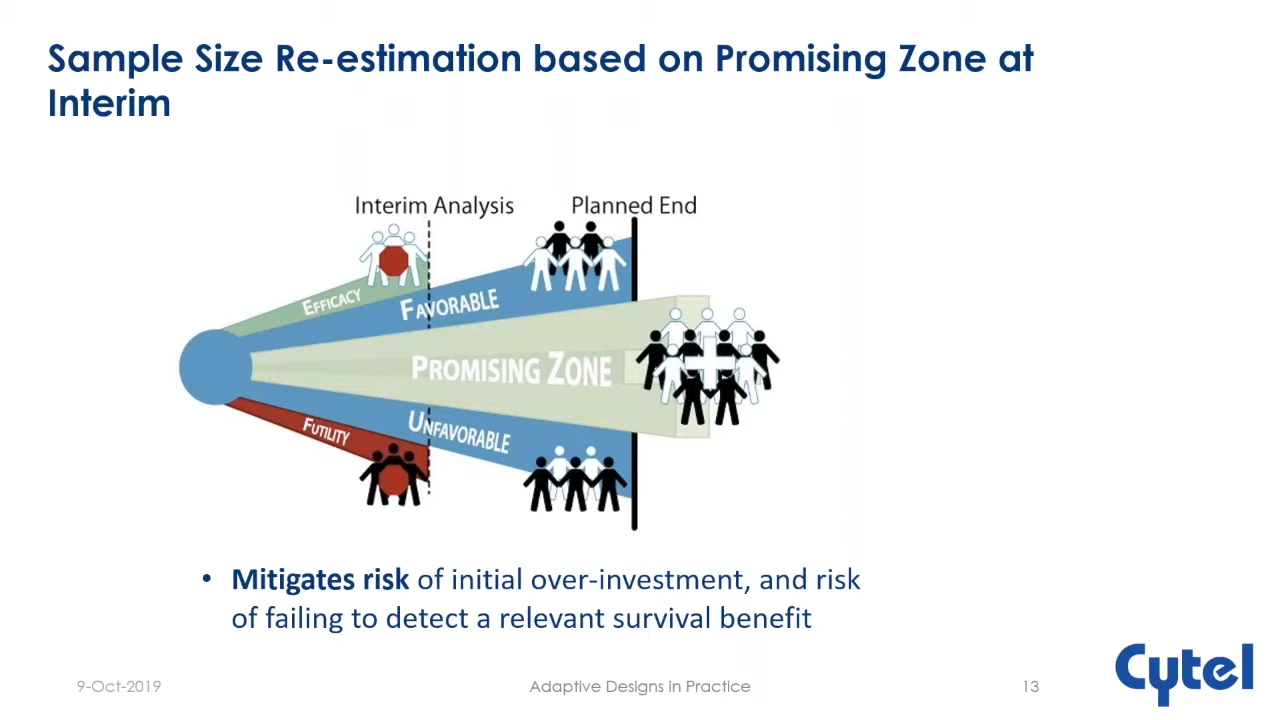 Sample Size Re-estimation based on Promising Zone at
Interim
Interim Analysis
Planned End
EFFICACY
FAVORABLE
PROMISING ZONE
UNFAVORABLE
FUTILITY
• Mitigates risk of initial over-investment, and risk
of failing to detect a relevant survival benefit
9-Oct-2019
Adaptive Designs in Practice
13
Cytel